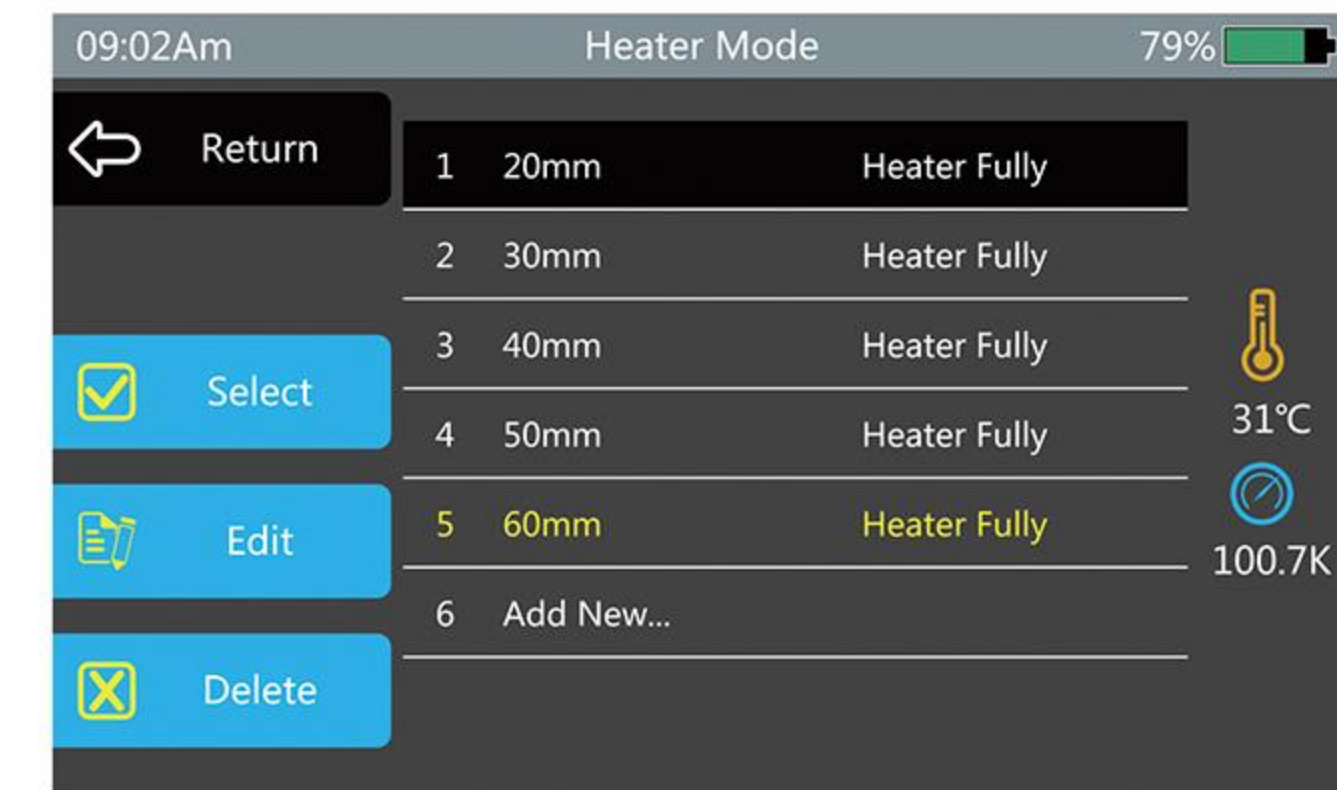 09:02Am Heater Mode 79%
Return
1 20mm Heater Fully
2 30mm Heater Fully
3 40mm Heater Fully
Select
4 50mm Heater Fully
31℃
5 60mm Heater Fully
Edit
100.7K
6 Add New...
Delete